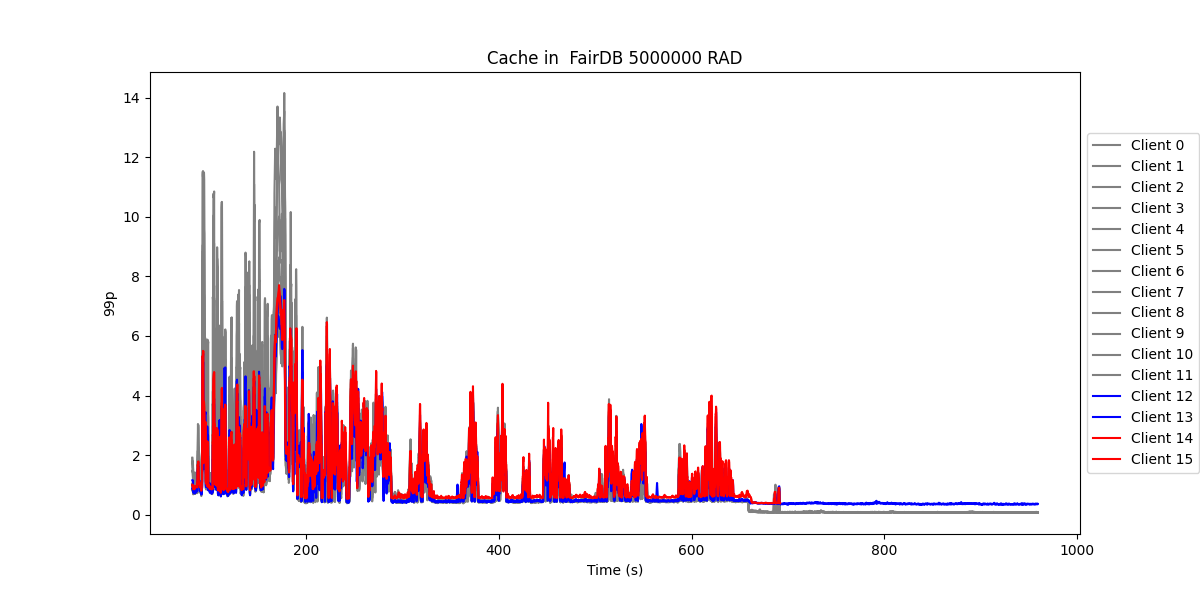 Cache in  FairDB 5000000 RAD
99p
14
12
10
8
6
4
2
0
200
400
600
800
1000
Time (s)
Client 0
Client 1
Client 2
Client 3
Client 4
Client 5
Client 6
Client 7
Client 8
Client 9
Client 10
Client 11
Client 12
Client 13
Client 14
Client 15